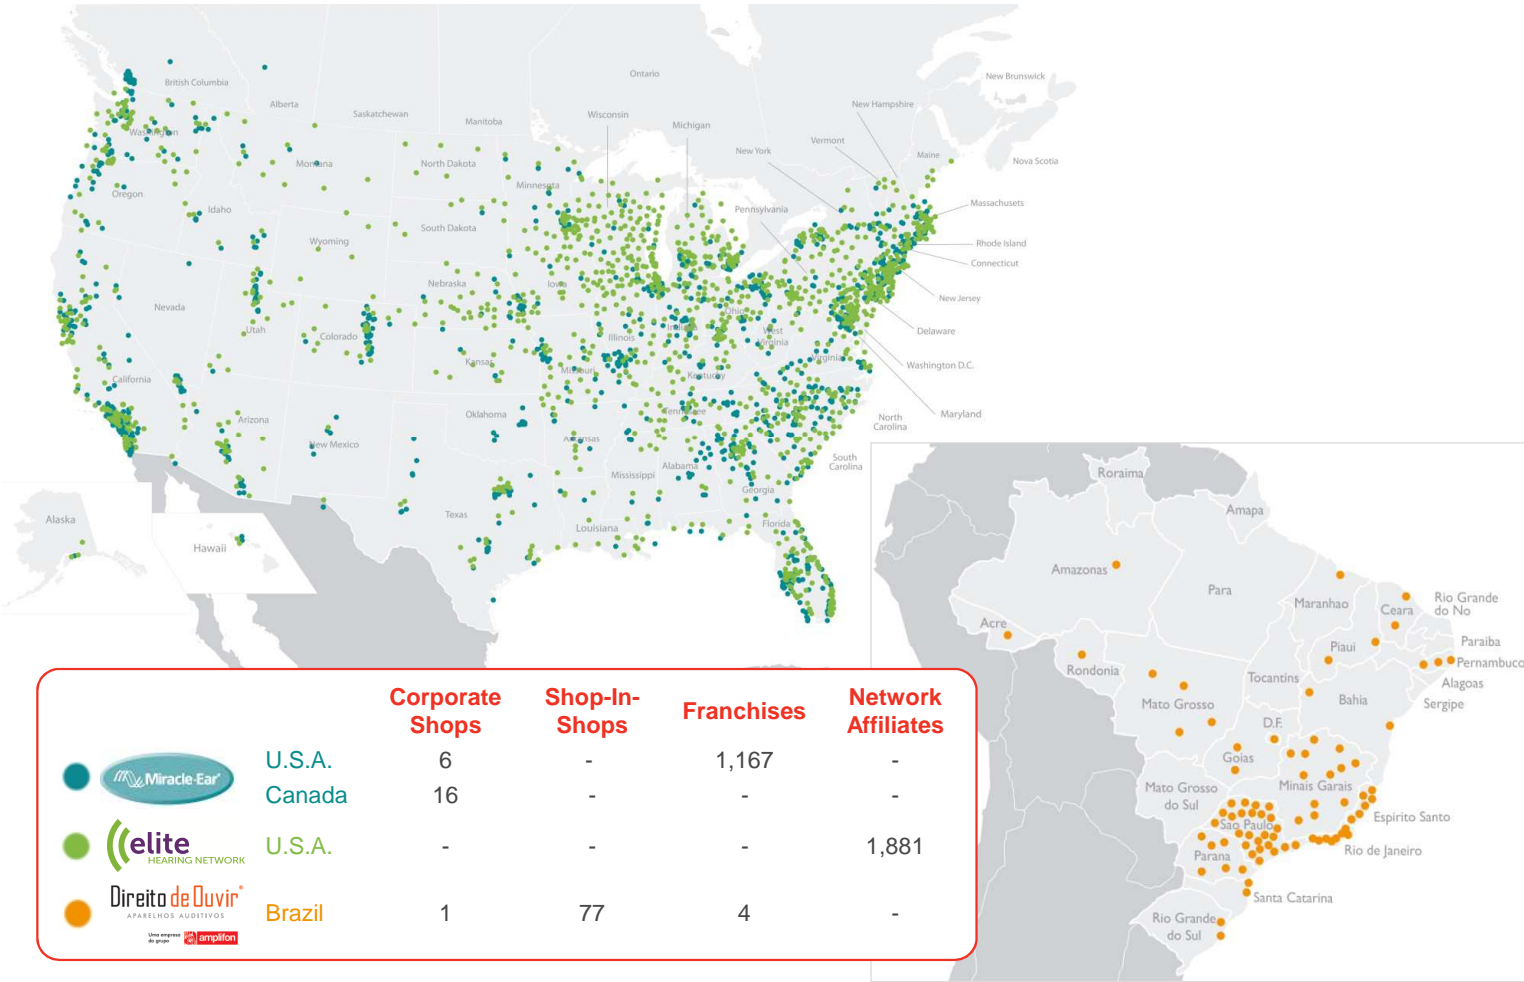 British Columbia
Alberta
Saskatchewan
Manitoba
Ontario
Wisconsin
Michigan
New York
Vermont
New Hampshire
New Brunswick
Maine
Nova Scotia
Washington
Montana
North Dakota
Minnesota
Oregon
Idaho
Wyoming
South Dakota
Pennsylvania
Massachusets
Rhode Island
Connecticut
New Jersey
Delaware
Washington D.C.
Maryland
Nevada
Utah
Colorado
Nebraska
Iowa
Illinois
Indiana
Ohio
West
Virginia
Virginia
California
Kansas
Missouri
Kentucky
Arizona
New Mexico
Oklahoma
Arkansas
Tennessee
North
Carolina
South
Carolina
Mississippi
Alabama
Georgia
Texas
Louisiana
Florida
Alaska
Hawaii
Roraima
Amapa
Amazonas
Para
Maranhao
Ceara
Rio Grande
do No
Acre
Rondonia
Piaui
Paraiba
Pernambuco
Alagoas
Sergipe
Tocantins
Bahia
Mato Grosso
D.F.
Goias
Mato Grosso
do Sul
Minais Garais
Espirito Santo
Sao Paulo
Rio de Janeiro
Parana
Santa Catarina
Rio Grande
do Sul
Corporate Shops Shop-In-Shops Franchises Network Affiliates
Miracle-Ear® U.S.A. 6 - 1,167 -
Canada 16 - - -
elite
HEARING NETWORK U.S.A. - - - 1,881
Direito de Ouvir®
APARELHOS AUDITIVOS
Brazil 1 77 4 -
Uma empresa
do grupo amplifon